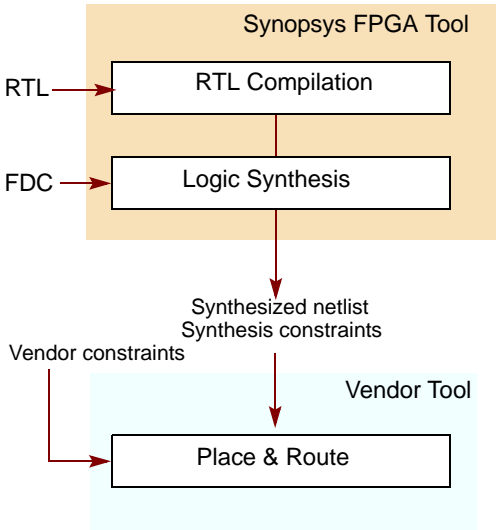 Synopsys FPGA Tool
RTL
RTL Compilation
FDC
Logic Synthesis
Synthesized netlist
Synthesis constraints
Vendor constraints
Vendor Tool
Place & Route